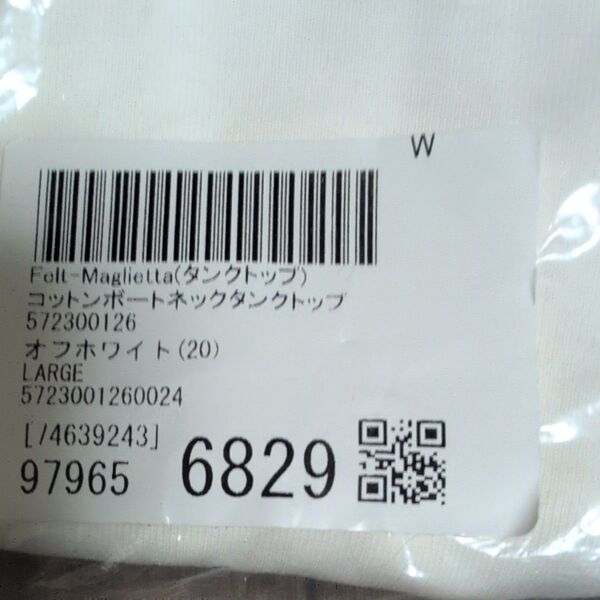 W
Felt-Maglietta(タンクトップ)
コットンボートネックタンクトップ
572300126
オフホワイト(20)
LARGE
5723001260024
[74639243]
97965 6829